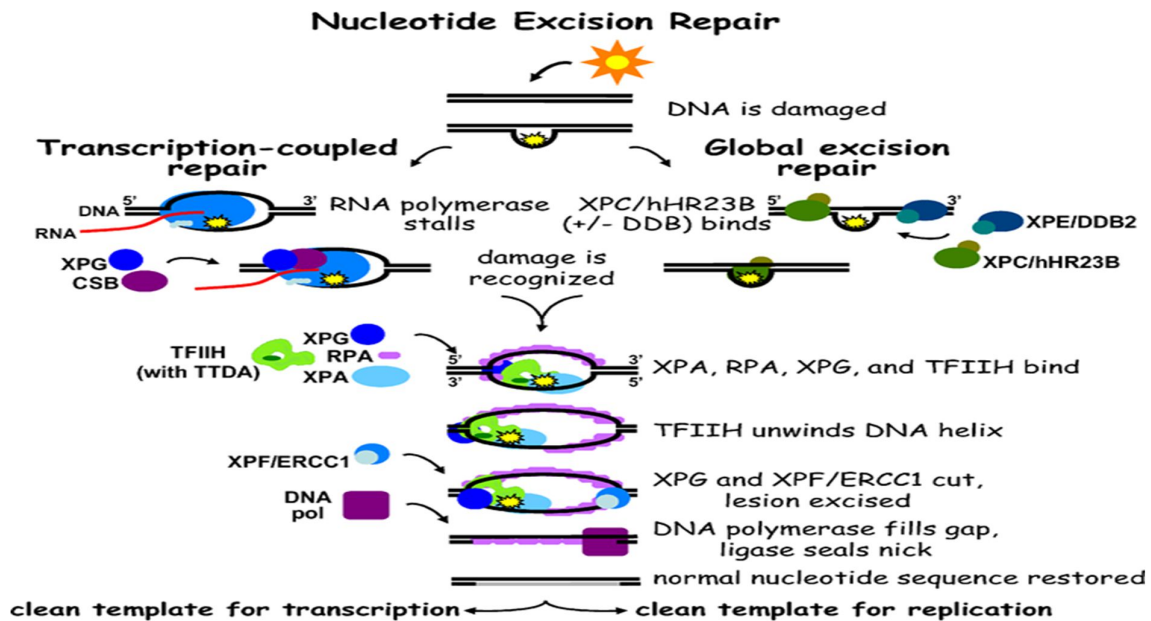 Nucleotide Excision Repair
DNA is damaged
Transcription-coupled
repair
Global excision
repair
5'
3'
DNA
RNA
RNA polymerase
stalls
XPC/hHR23B
(+/- DDB) binds
5'
3'
XPE/DDB2
XPC/hHR23B
XPG
CSB
damage is
recognized
TFIIH
(with TTDA)
XPG
RPA
XPA
5'
3'
3'
5'
XPA, RPA, XPG, and TFIIH bind
TFIIH unwinds DNA helix
XPF/ERCC1
XPG and XPF/ERCC1 cut,
lesion excised
DNA
pol
DNA polymerase fills gap,
ligase seals nick
normal nucleotide sequence restored
clean template for transcription
clean template for replication